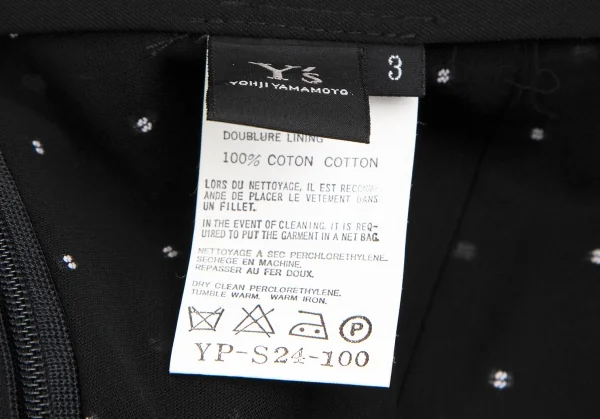 Y's
YOHJI YAMAMOTO
3
DOUBLURE LINING
100% COTON COTTON
LORS DU NETTOYAGE, IL EST RECOM-
ANDE DE PLACER LE VETEMENT DANS
UN FILLET.
IN THE EVENT OF CLEANING, IT IS REQ-
UIRED TO PUT THE GARMENT IN A NET BAG.
NETTOYAGE A SEC PERCHLORETHYLENE.
SECHEGE EN MACHINE.
REPASSER AU FER DOUX.
DRY CLEAN PERCLORETHYLENE.
TUMBLE WARM. WARM IRON.
P
YP-S24-100